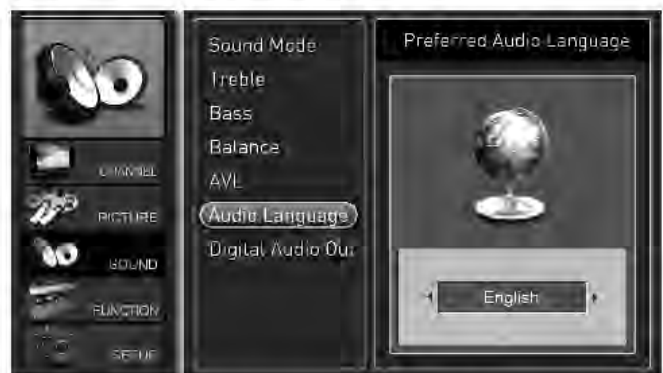 CHANNEL
PICTURE
SOUND
FUNCTION
SETUP
Sound Mode
Treble
Bass
Balance
AVL
Audio Language
Digital Audio Out
Preferred Audio Language
English